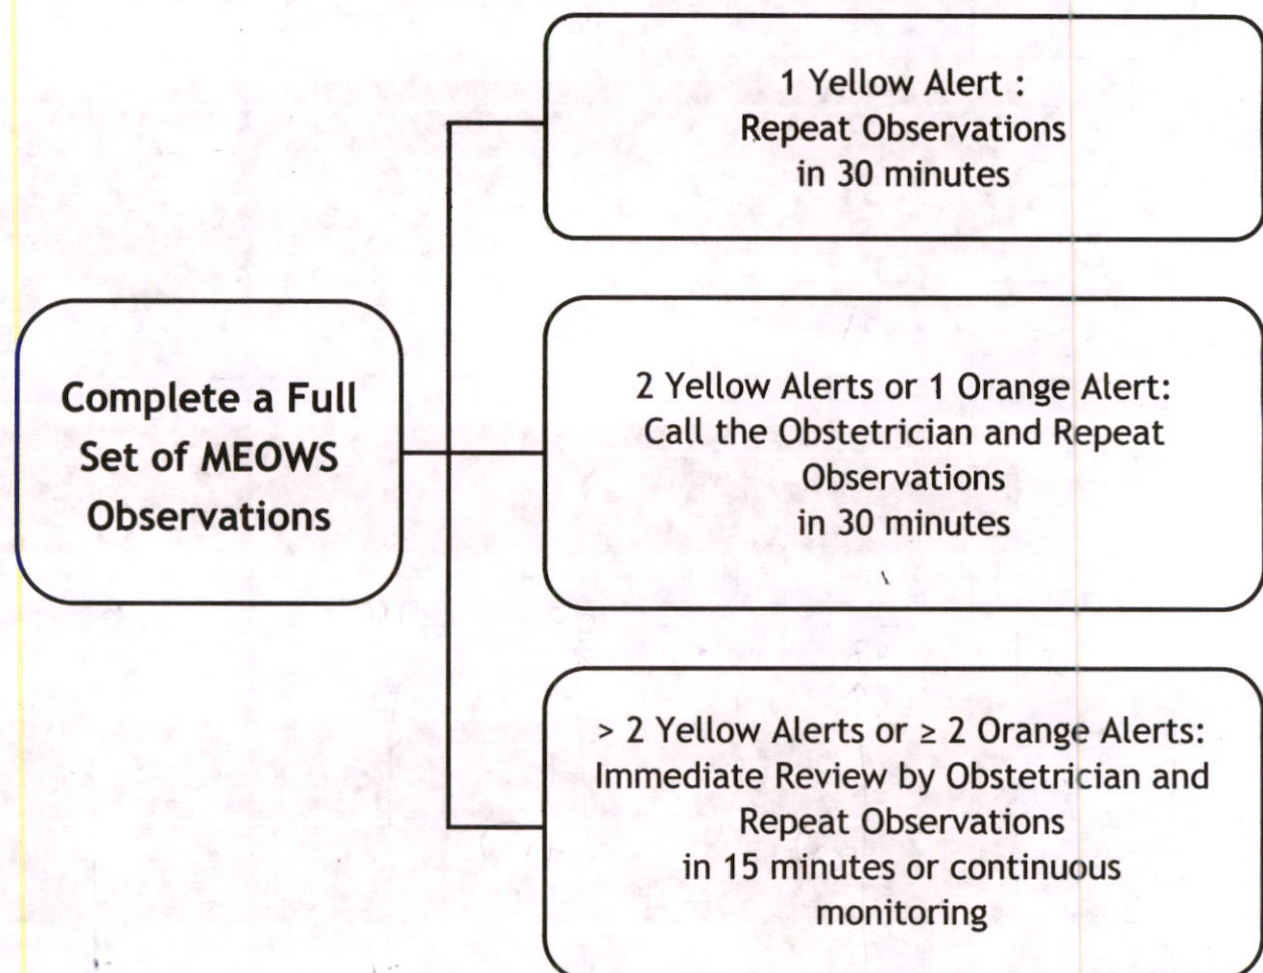 1 Yellow Alert :
Repeat Observations
in 30 minutes
Complete a Full
Set of MEOWS
Observations
2 Yellow Alerts or 1 Orange Alert:
Call the Obstetrician and Repeat
Observations
in 30 minutes
> 2 Yellow Alerts or ≥ 2 Orange Alerts:
Immediate Review by Obstetrician and
Repeat Observations
in 15 minutes or continuous
monitoring